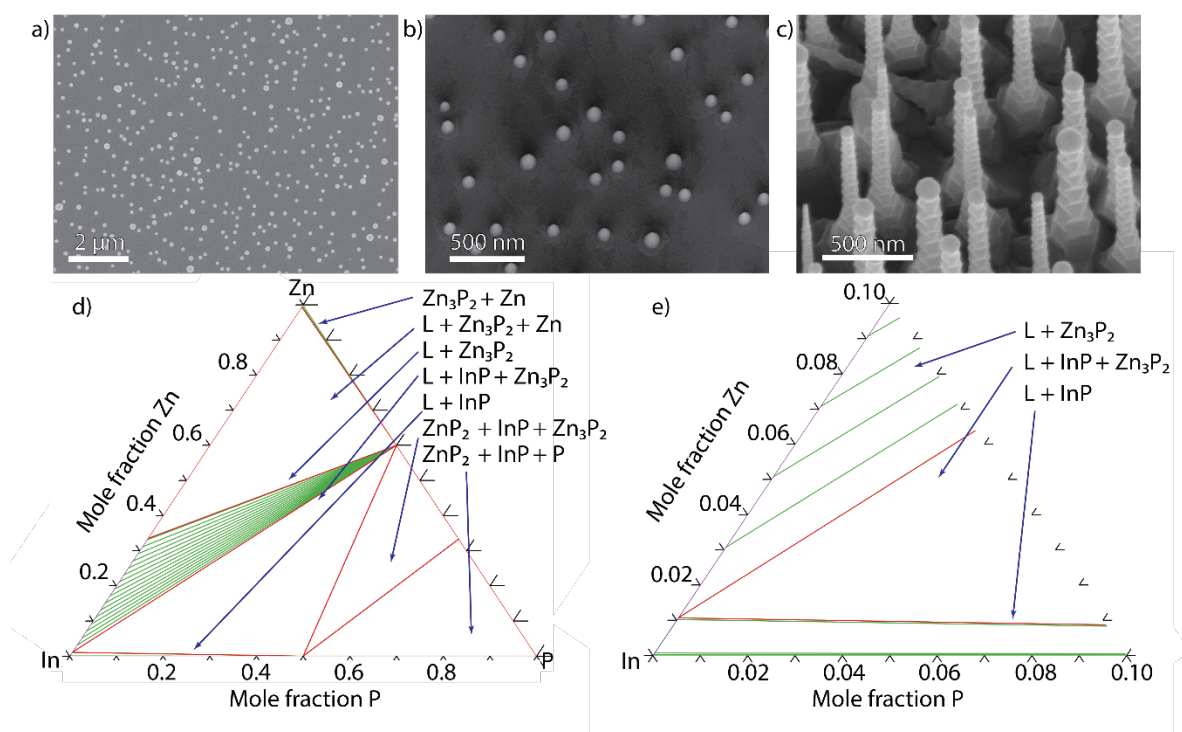 a)
2 µm
b)
500 nm
c)
500 nm
d)
Zn
Zn₃P₂ + Zn
L + Zn₃P₂ + Zn
L + Zn₃P₂
L + InP + Zn₃P₂
L + InP
ZnP₂ + InP + Zn₃P₂
ZnP₂ + InP + P
0.8
0.6
0.4
0.2
Mole fraction Zn
In
0.2
0.4
0.6
0.8
P
Mole fraction P
e)
0.10
0.08
0.06
0.04
0.02
Mole fraction Zn
L + Zn₃P₂
L + InP + Zn₃P₂
L + InP
In
0.02
0.04
0.06
0.08
0.10
Mole fraction P